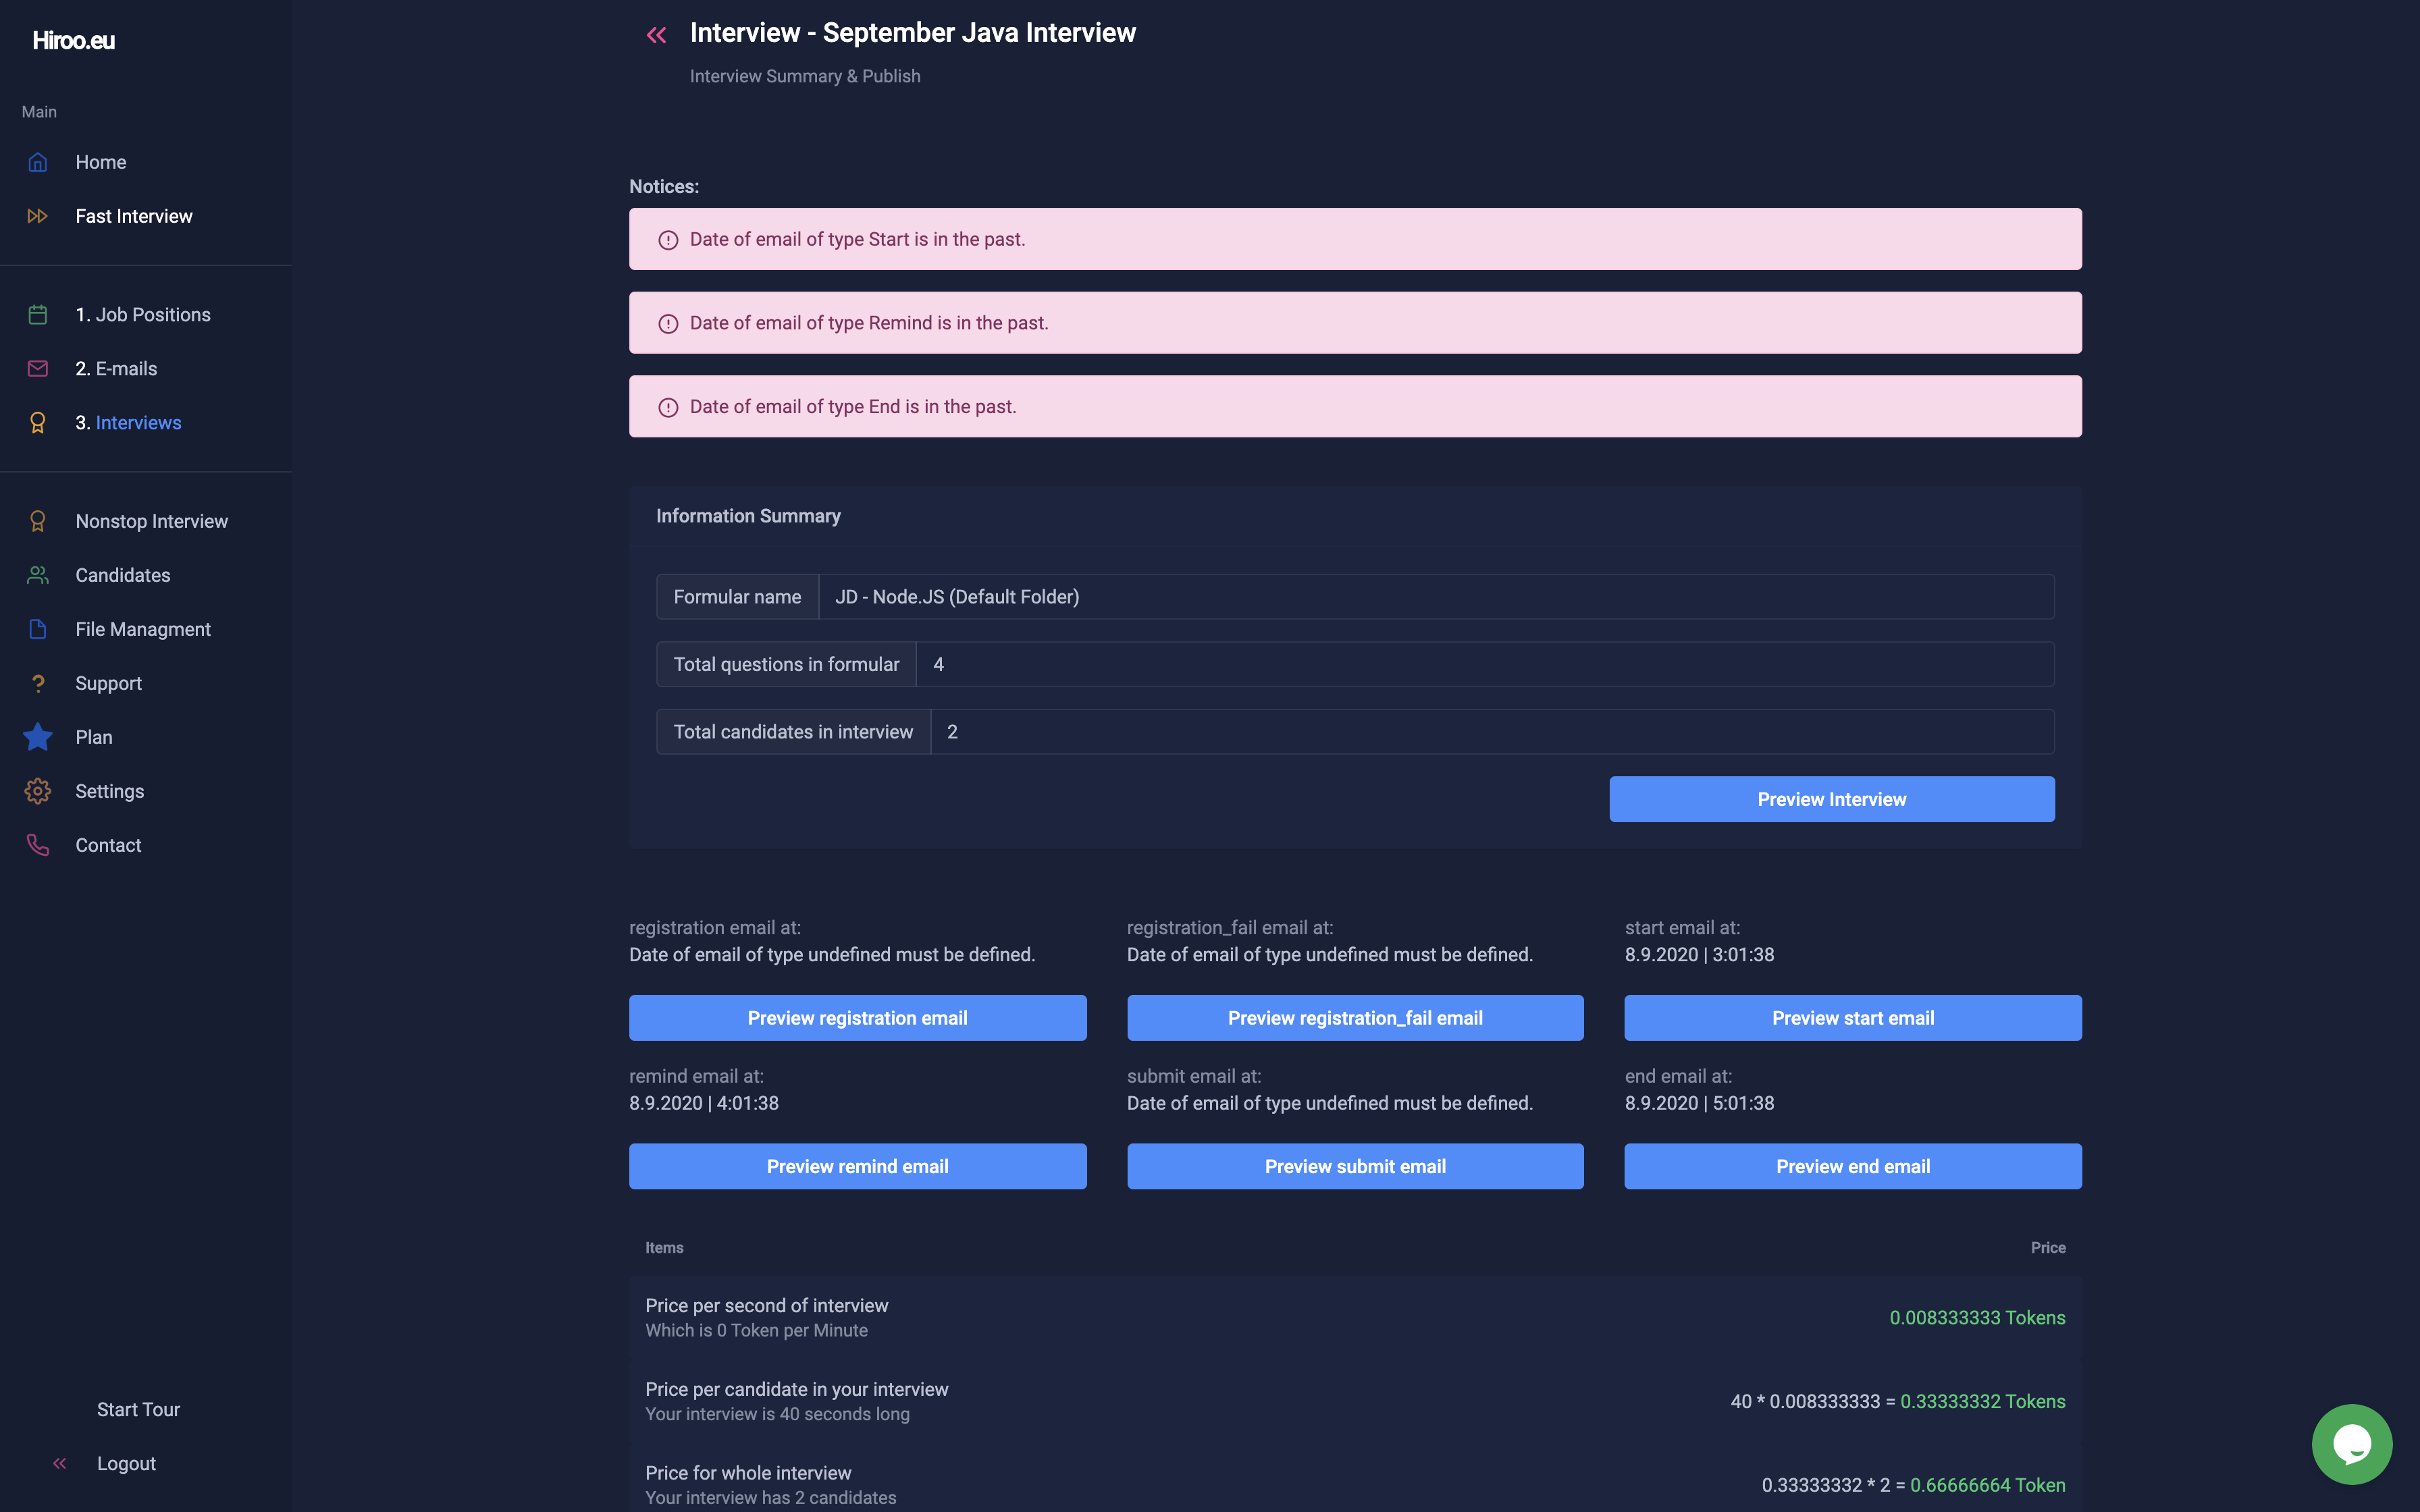 Hiroo.eu
Main
Home
Fast Interview
1. Job Positions
2. E-mails
3. Interviews
Nonstop Interview
Candidates
File Managment
Support
Plan
Settings
Contact
Start Tour
Logout
Interview - September Java Interview
Interview Summary & Publish
Notices:
Date of email of type Start is in the past.
Date of email of type Remind is in the past.
Date of email of type End is in the past.
Information Summary
Formular name JD - Node.JS (Default Folder)
Total questions in formular 4
Total candidates in interview 2
Preview Interview
registration email at:
Date of email of type undefined must be defined.
Preview registration email
registration_fail email at:
Date of email of type undefined must be defined.
Preview registration_fail email
start email at:
8.9.2020 | 3:01:38
Preview start email
remind email at:
8.9.2020 | 4:01:38
Preview remind email
submit email at:
Date of email of type undefined must be defined.
Preview submit email
end email at:
8.9.2020 | 5:01:38
Preview end email
Items Price
Price per second of interview
Which is 0 Token per Minute
0.008333333 Tokens
Price per candidate in your interview
Your interview is 40 seconds long
40 * 0.008333333 = 0.33333332 Tokens
Price for whole interview
Your interview has 2 candidates
0.33333332 * 2 = 0.66666664 Token